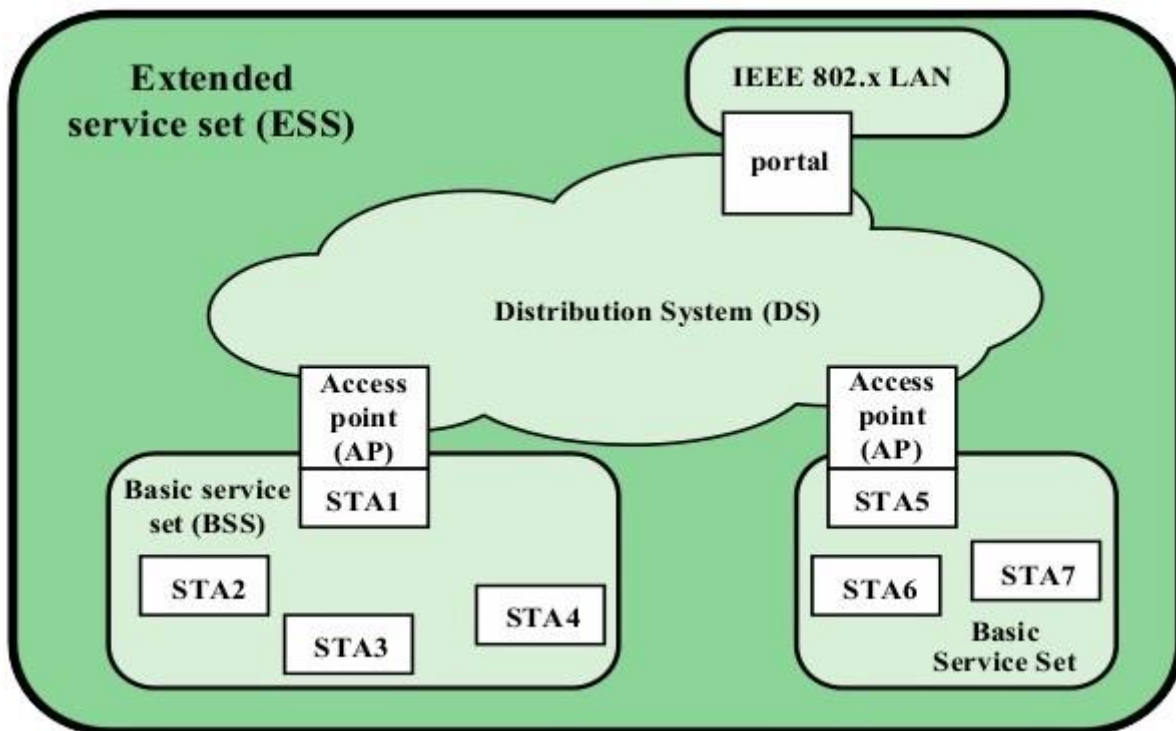 Extended
service set (ESS)
IEEE 802.x LAN
portal
Distribution System (DS)
Access
point
(AP)
STA1
Basic service
set (BSS)
STA2
STA3
STA4
Access
point
(AP)
STA5
STA6
STA7
Basic
Service Set